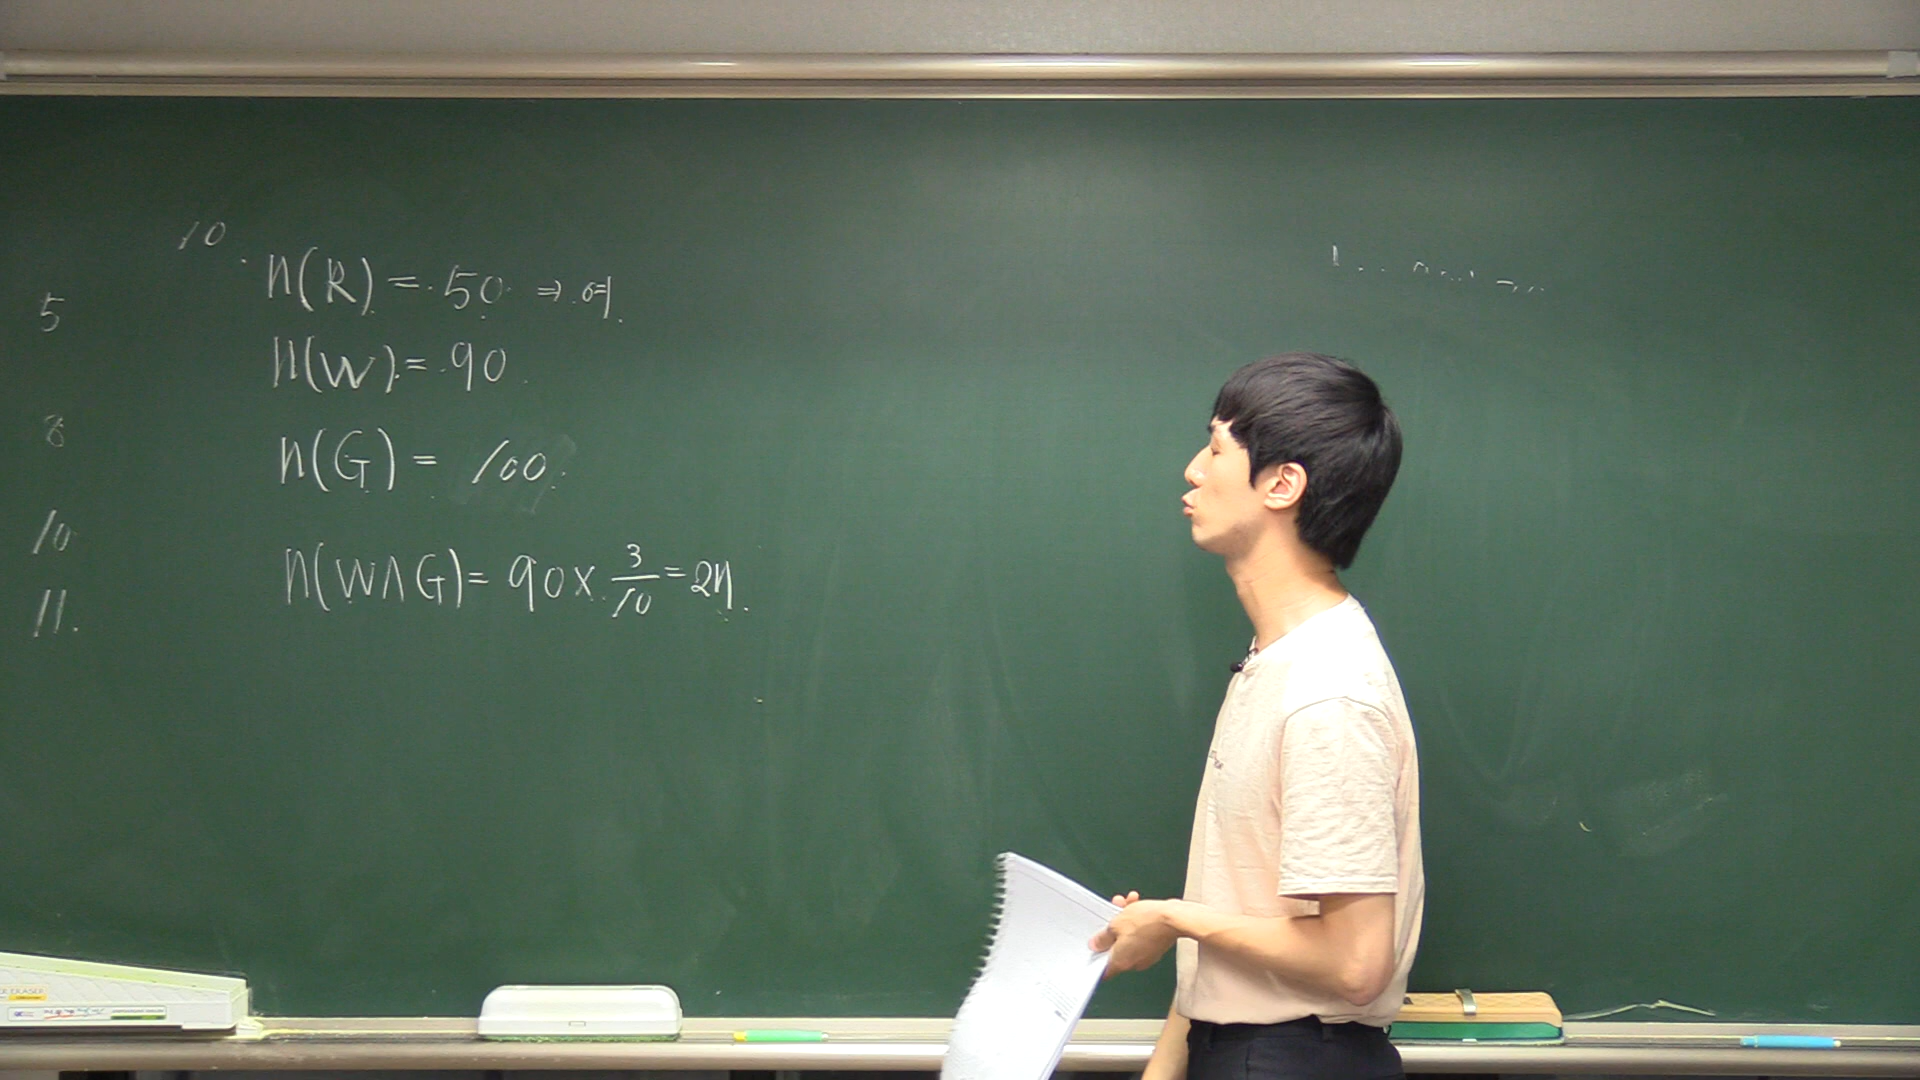 10.
n(R) = 50 ⇒ 여
n(W) = 90
n(G) = 100
n(W∩G) = 90 × 3/10 = 27
5
8
10
11.